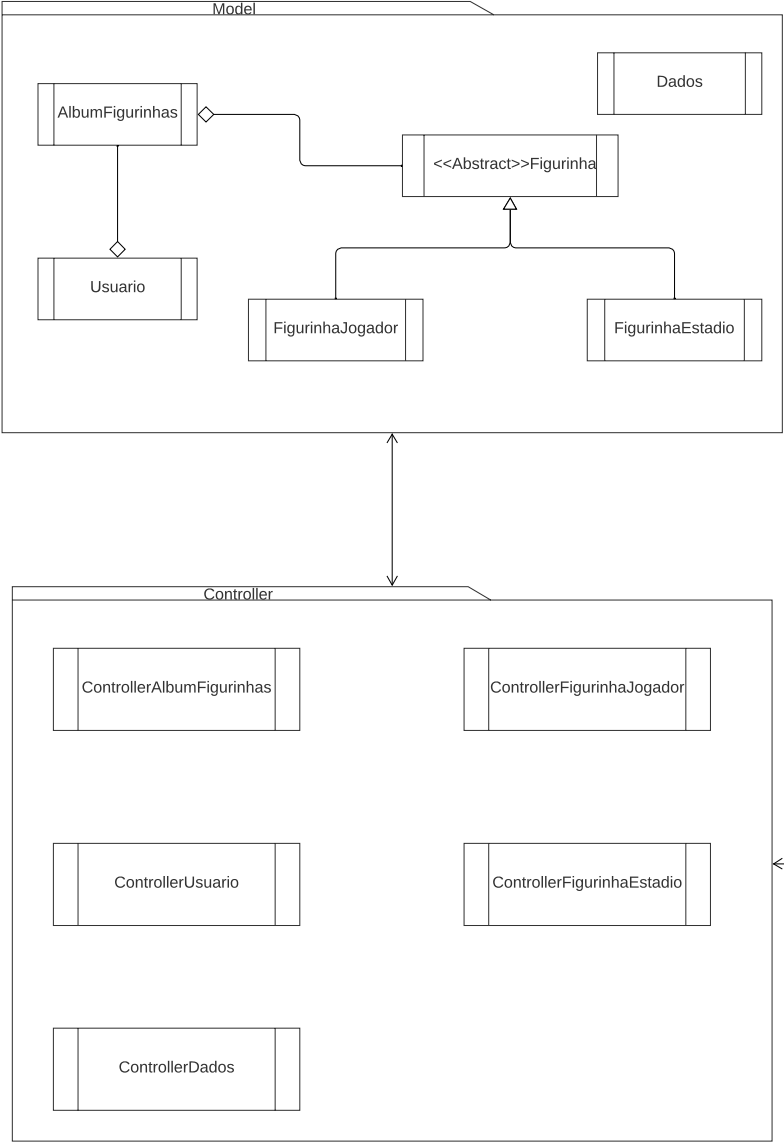 Model
Dados
AlbumFigurinhas
<<Abstract>>Figurinha
Usuario
FigurinhaJogador
FigurinhaEstadio
Controller
ControllerAlbumFigurinhas
ControllerFigurinhaJogador
ControllerUsuario
ControllerFigurinhaEstadio
ControllerDados